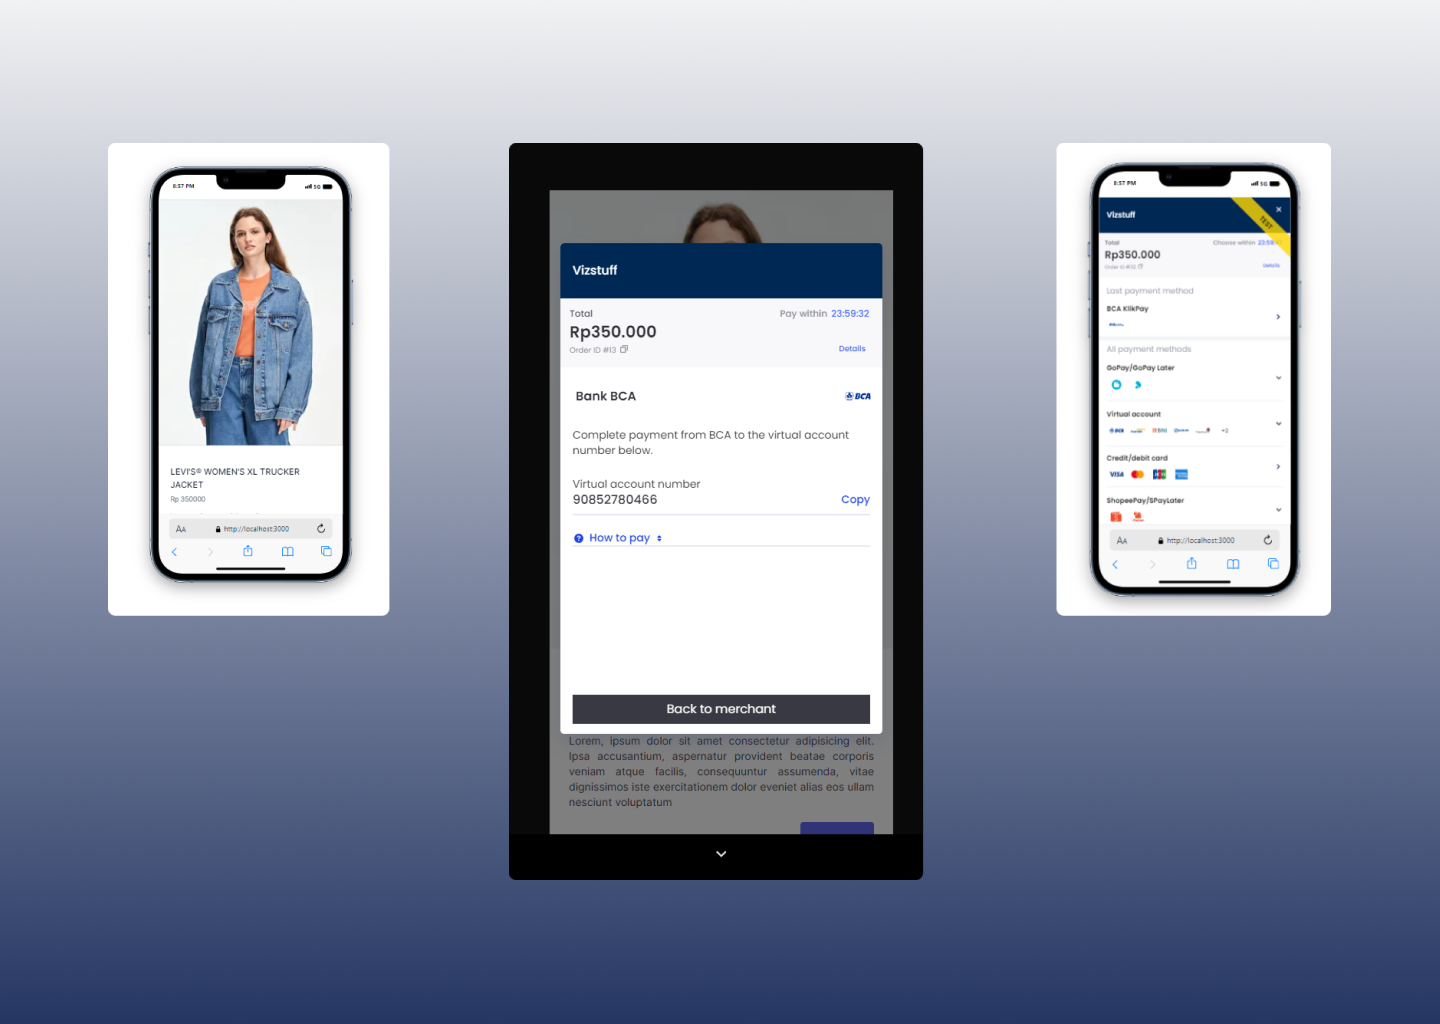 8:57 PM
5G
LEVI'S® WOMEN'S XL TRUCKER
JACKET
Rp 350000
AA
http://localhost:3000
Vizstuff
Total
Pay within 23:59:32
Rp350.000
Order ID #13
Details
Bank BCA
BCA
Complete payment from BCA to the virtual account
number below.
Virtual account number
90852780466
Copy
? How to pay
Back to merchant
Lorem, ipsum dolor sit amet consectetur adipisicing elit.
Ipsa accusantium, aspernatur provident beatae corporis
veniam atque facilis, consequuntur assumenda, vitae
dignissimos iste exercitationem dolor eveniet alias eos ullam
nesciunt voluptatum
8:57 PM
5G
Vizstuff
TEST
Total
Choose within 23:59
Rp350.000
Details
Last payment method
BCA KlikPay
All payment methods
GoPay/GoPay Later
Virtual account
BCA
BNI
+2
Credit/debit card
VISA
JCB
ShopeePay/SPayLater
AA
http://localhost:3000